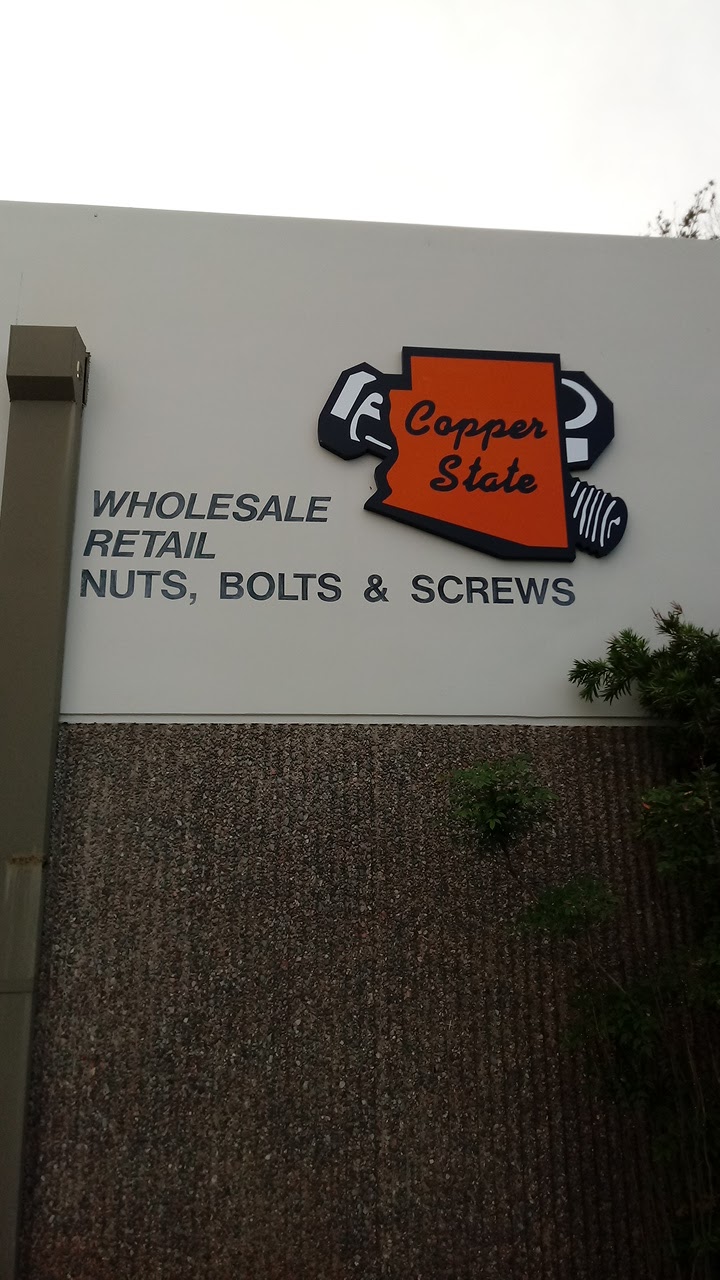 Copper
State
WHOLESALE
RETAIL
NUTS, BOLTS & SCREWS